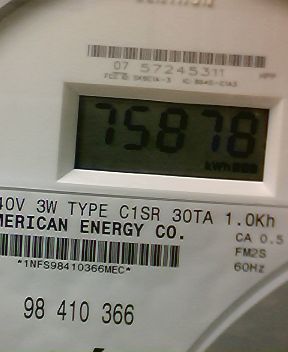 07 57245311
75878
kWh
40V 3W TYPE C1SR 30TA 1.0Kh
MERICAN ENERGY CO.
CA 0.5
FM2S
60Hz
*1NFS98410366MEC*
98 410 366